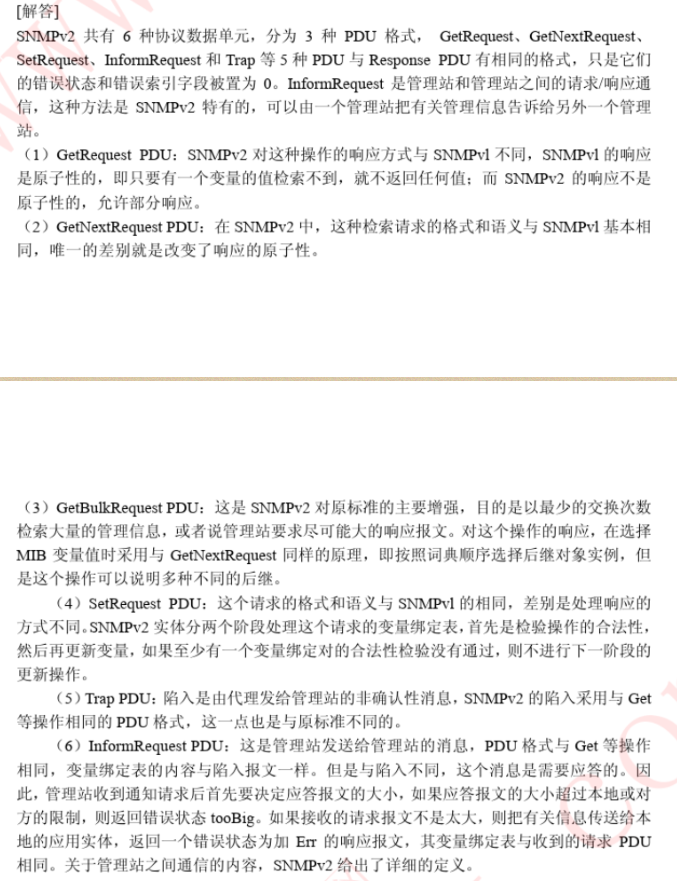 [解答]
SNMPv2 共有 6 种协议数据单元，分为 3 种 PDU 格式， GetRequest、GetNextRequest、
SetRequest、InformRequest 和 Trap 等 5 种 PDU 与 Response PDU 有相同的格式，只是它们
的错误状态和错误索引字段被置为 0。InformRequest 是管理站和管理站之间的请求/响应通
信，这种方法是 SNMPv2 特有的，可以由一个管理站把有关管理信息告诉给另外一个管理
站。
（1）GetRequest PDU：SNMPv2 对这种操作的响应方式与 SNMPvl 不同，SNMPvl 的响应
是原子性的，即只要有一个变量的值检索不到，就不返回任何值；而 SNMPv2 的响应不是
原子性的，允许部分响应。
（2）GetNextRequest PDU：在 SNMPv2 中，这种检索请求的格式和语义与 SNMPvl 基本相
同，唯一的差别就是改变了响应的原子性。
（3）GetBulkRequest PDU：这是 SNMPv2 对原标准的主要增强，目的是以最少的交换次数
检索大量的管理信息，或者说管理站要求尽可能大的响应报文。对这个操作的响应，在选择
MIB 变量值时采用与 GetNextRequest 同样的原理，即按照词典顺序选择后继对象实例，但
是这个操作可以说明多种不同的后继。
（4）SetRequest PDU：这个请求的格式和语义与 SNMPvl 的相同，差别是处理响应的
方式不同。SNMPv2 实体分两个阶段处理这个请求的变量绑定表，首先是检验操作的合法性，
然后再更新变量，如果至少有一个变量绑定对的合法性检验没有通过，则不进行下一阶段的
更新操作。
（5）Trap PDU：陷入是由代理发给管理站的非确认性消息，SNMPv2 的陷入采用与 Get
等操作相同的 PDU 格式，这一点也是与原标准不同的。
（6）InformRequest PDU：这是管理站发送给管理站的消息，PDU 格式与 Get 等操作
相同，变量绑定表的内容与陷入报文一样。但是与陷入不同，这个消息是需要应答的。因
此，管理站收到通知请求后首先要决定应答报文的大小，如果应答报文的大小超过本地或对
方的限制，则返回错误状态 tooBig。如果接收的请求报文不是太大，则把有关信息传送给本
地的应用实体，返回一个错误状态为加 Err 的响应报文，其变量绑定表与收到的请求 PDU
相同。关于管理站之间通信的内容，SNMPv2 给出了详细的定义。